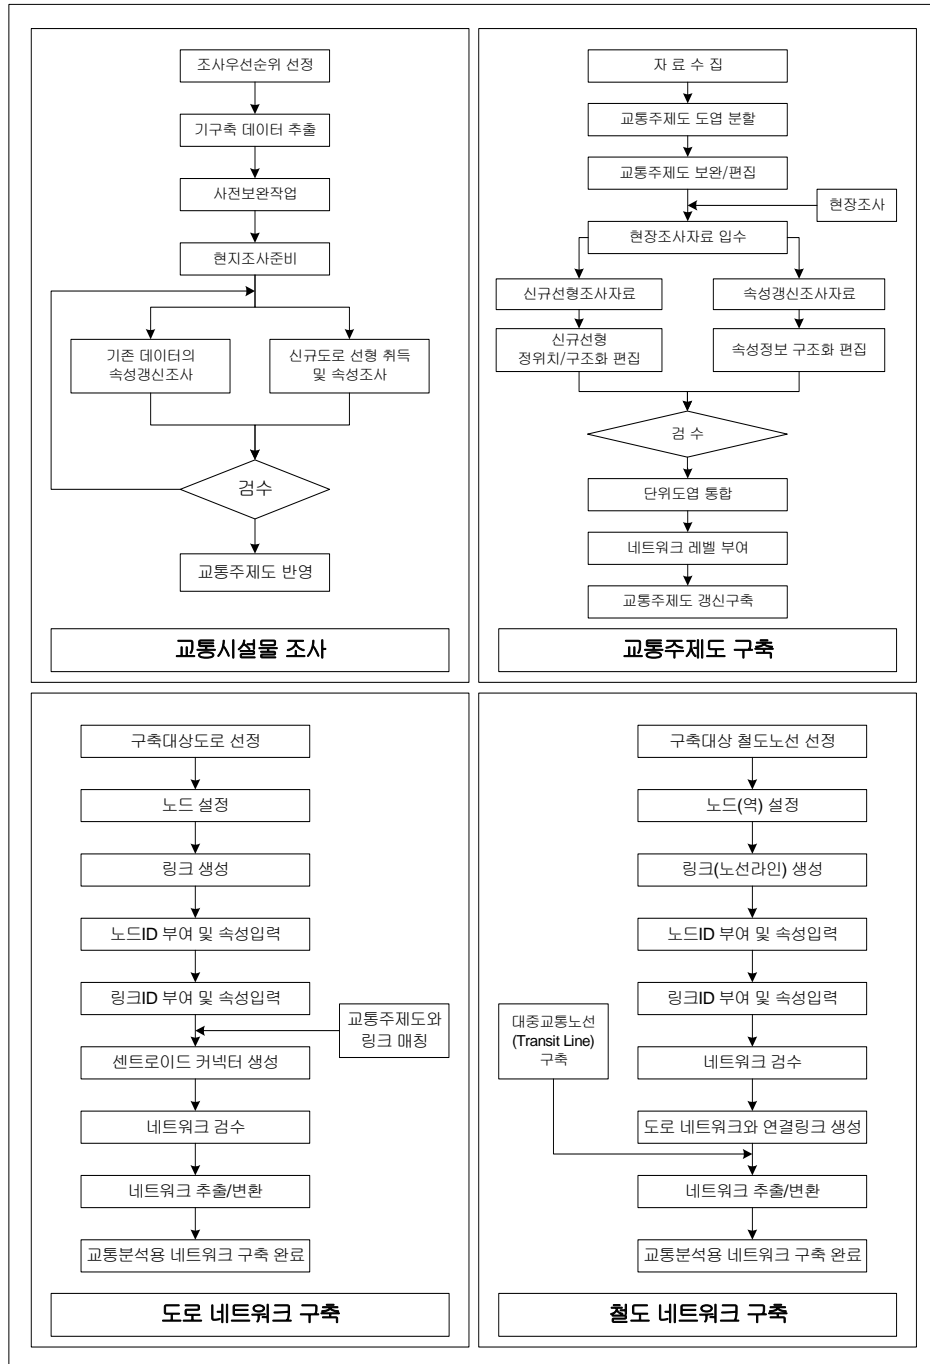 조사우선순위 선정
기구축 데이터 추출
사전보완작업
현지조사준비
기존 데이터의
속성갱신조사
신규도로 선형 취득
및 속성조사
검수
교통주제도 반영
교통시설물 조사
자 료 수 집
교통주제도 도엽 분할
교통주제도 보완/편집
현장조사
현장조사자료 입수
신규선형조사자료
속성갱신조사자료
신규선형
정위치/구조화 편집
속성정보 구조화 편집
검 수
단위도엽 통합
네트워크 레벨 부여
교통주제도 갱신구축
교통주제도 구축
구축대상도로 선정
노드 설정
링크 생성
노드ID 부여 및 속성입력
링크ID 부여 및 속성입력
교통주제도와
링크 매칭
센트로이드 커넥터 생성
네트워크 검수
네트워크 추출/변환
교통분석용 네트워크 구축 완료
도로 네트워크 구축
구축대상 철도노선 선정
노드(역) 설정
링크(노선라인) 생성
노드ID 부여 및 속성입력
링크ID 부여 및 속성입력
대중교통노선
(Transit Line)
구축
네트워크 검수
도로 네트워크와 연결링크 생성
네트워크 추출/변환
교통분석용 네트워크 구축 완료
철도 네트워크 구축